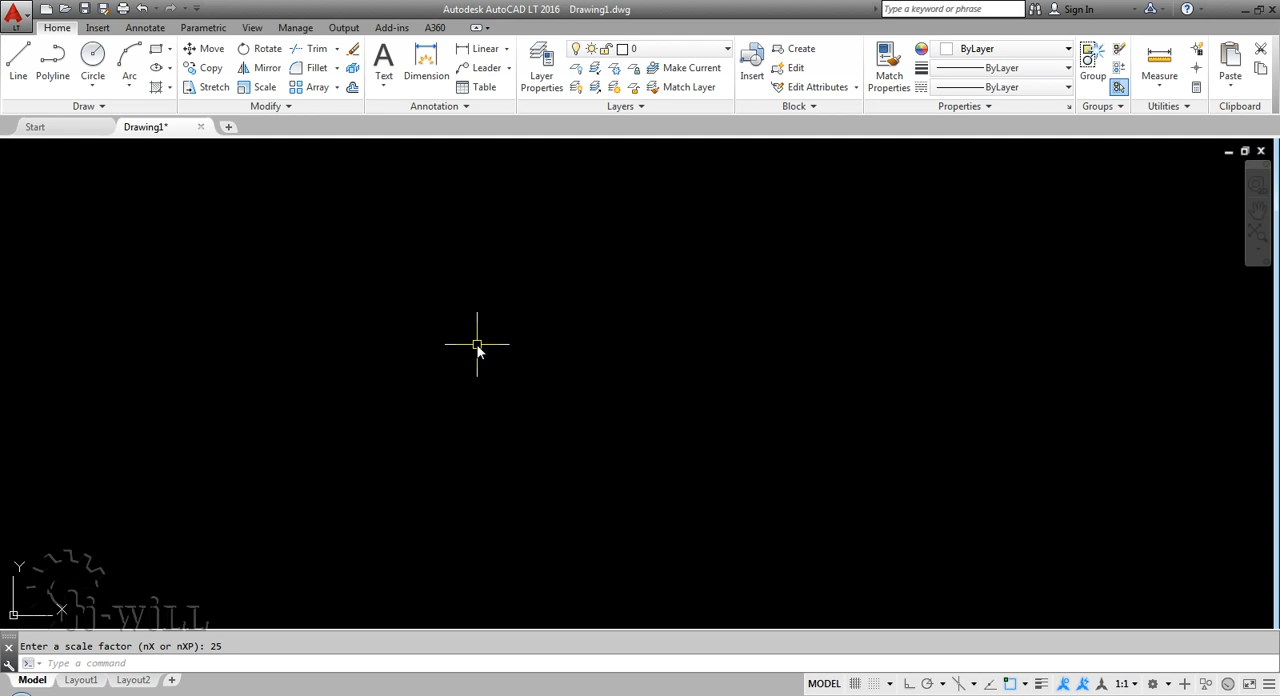 Autodesk AutoCAD LT 2016 Drawing1.dwg
Type a keyword or phrase
Sign In
LT
Home Insert Annotate Parametric View Manage Output Add-ins A360
Line Polyline Circle Arc
Move Rotate Trim
Copy Mirror Fillet
Stretch Scale Array
Text Dimension
Linear
Leader
Table
Layer Properties
0
Make Current
Match Layer
Insert
Create
Edit
Edit Attributes
Match Properties
ByLayer
ByLayer
ByLayer
Group
Measure
Paste
Draw Modify Annotation Layers Block Properties Groups Utilities Clipboard
Start Drawing1*
Y
X
hi-WILL
Enter a scale factor (nX or nXP): 25
Type a command
Model Layout1 Layout2
MODEL 1:1